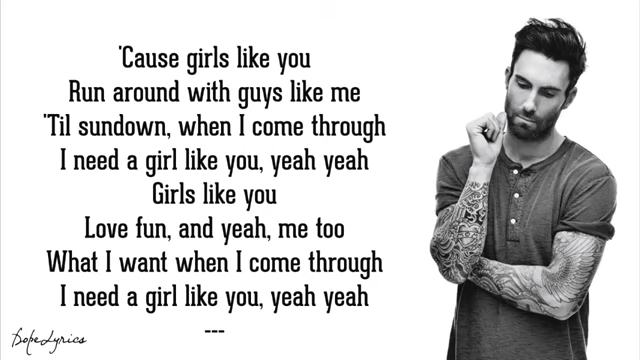 'Cause girls like you
Run around with guys like me
'Til sundown, when I come through
I need a girl like you, yeah yeah
Girls like you
Love fun, and yeah, me too
What I want when I come through
I need a girl like you, yeah yeah
---
DopeLyrics